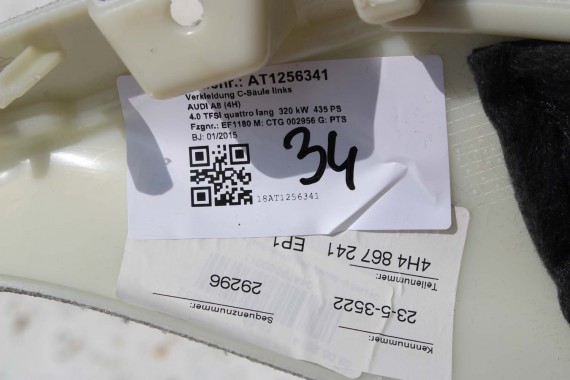 AT1256341
Verkleidung C-Säule links
AUDI A8 (4H)
4.0 TFSI quattro lang 320 kW 435 PS
Fzgnr.: EF1180 M: CTG 002956 G: PTS
BJ: 01/2015
34
18AT1256341
Kennnummer:
23-5-3522
Sequenznummer:
29296
Teilenummer:
4H4 867 241 EP1